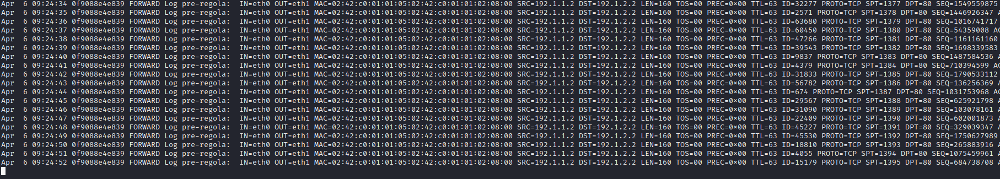 Apr  6 09:24:34 0f9088e4e839 FORWARD Log pre-regola:  IN=eth0 OUT=eth1 MAC=02:42:c0:01:01:05:02:42:c0:01:01:02:08:00 SRC=192.1.1.2 DST=192.1.2.2 LEN=160 TOS=00 PREC=0x00 TTL=63 ID=32277 PROTO=TCP SPT=1377 DPT=80 SEQ=1549559875
Apr  6 09:24:35 0f9088e4e839 FORWARD Log pre-regola:  IN=eth0 OUT=eth1 MAC=02:42:c0:01:01:05:02:42:c0:01:01:02:08:00 SRC=192.1.1.2 DST=192.1.2.2 LEN=160 TOS=00 PREC=0x00 TTL=63 ID=2571 PROTO=TCP SPT=1378 DPT=80 SEQ=1446926347 A
Apr  6 09:24:36 0f9088e4e839 FORWARD Log pre-regola:  IN=eth0 OUT=eth1 MAC=02:42:c0:01:01:05:02:42:c0:01:01:02:08:00 SRC=192.1.1.2 DST=192.1.2.2 LEN=160 TOS=00 PREC=0x00 TTL=63 ID=63680 PROTO=TCP SPT=1379 DPT=80 SEQ=1016741717
Apr  6 09:24:37 0f9088e4e839 FORWARD Log pre-regola:  IN=eth0 OUT=eth1 MAC=02:42:c0:01:01:05:02:42:c0:01:01:02:08:00 SRC=192.1.1.2 DST=192.1.2.2 LEN=160 TOS=00 PREC=0x00 TTL=63 ID=60450 PROTO=TCP SPT=1380 DPT=80 SEQ=54359008 AC
Apr  6 09:24:38 0f9088e4e839 FORWARD Log pre-regola:  IN=eth0 OUT=eth1 MAC=02:42:c0:01:01:05:02:42:c0:01:01:02:08:00 SRC=192.1.1.2 DST=192.1.2.2 LEN=160 TOS=00 PREC=0x00 TTL=63 ID=47266 PROTO=TCP SPT=1381 DPT=80 SEQ=1161161160
Apr  6 09:24:39 0f9088e4e839 FORWARD Log pre-regola:  IN=eth0 OUT=eth1 MAC=02:42:c0:01:01:05:02:42:c0:01:01:02:08:00 SRC=192.1.1.2 DST=192.1.2.2 LEN=160 TOS=00 PREC=0x00 TTL=63 ID=39543 PROTO=TCP SPT=1382 DPT=80 SEQ=1698339583
Apr  6 09:24:40 0f9088e4e839 FORWARD Log pre-regola:  IN=eth0 OUT=eth1 MAC=02:42:c0:01:01:05:02:42:c0:01:01:02:08:00 SRC=192.1.1.2 DST=192.1.2.2 LEN=160 TOS=00 PREC=0x00 TTL=63 ID=9837 PROTO=TCP SPT=1383 DPT=80 SEQ=1487584536 A
Apr  6 09:24:41 0f9088e4e839 FORWARD Log pre-regola:  IN=eth0 OUT=eth1 MAC=02:42:c0:01:01:05:02:42:c0:01:01:02:08:00 SRC=192.1.1.2 DST=192.1.2.2 LEN=160 TOS=00 PREC=0x00 TTL=63 ID=4379 PROTO=TCP SPT=1384 DPT=80 SEQ=710394599 AC
Apr  6 09:24:42 0f9088e4e839 FORWARD Log pre-regola:  IN=eth0 OUT=eth1 MAC=02:42:c0:01:01:05:02:42:c0:01:01:02:08:00 SRC=192.1.1.2 DST=192.1.2.2 LEN=160 TOS=00 PREC=0x00 TTL=63 ID=31833 PROTO=TCP SPT=1385 DPT=80 SEQ=1790533112
Apr  6 09:24:43 0f9088e4e839 FORWARD Log pre-regola:  IN=eth0 OUT=eth1 MAC=02:42:c0:01:01:05:02:42:c0:01:01:02:08:00 SRC=192.1.1.2 DST=192.1.2.2 LEN=160 TOS=00 PREC=0x00 TTL=63 ID=56782 PROTO=TCP SPT=1386 DPT=80 SEQ=136256369 A
Apr  6 09:24:44 0f9088e4e839 FORWARD Log pre-regola:  IN=eth0 OUT=eth1 MAC=02:42:c0:01:01:05:02:42:c0:01:01:02:08:00 SRC=192.1.1.2 DST=192.1.2.2 LEN=160 TOS=00 PREC=0x00 TTL=63 ID=674 PROTO=TCP SPT=1387 DPT=80 SEQ=1031753968 AC
Apr  6 09:24:45 0f9088e4e839 FORWARD Log pre-regola:  IN=eth0 OUT=eth1 MAC=02:42:c0:01:01:05:02:42:c0:01:01:02:08:00 SRC=192.1.1.2 DST=192.1.2.2 LEN=160 TOS=00 PREC=0x00 TTL=63 ID=29567 PROTO=TCP SPT=1388 DPT=80 SEQ=625921798 A
Apr  6 09:24:46 0f9088e4e839 FORWARD Log pre-regola:  IN=eth0 OUT=eth1 MAC=02:42:c0:01:01:05:02:42:c0:01:01:02:08:00 SRC=192.1.1.2 DST=192.1.2.2 LEN=160 TOS=00 PREC=0x00 TTL=63 ID=31090 PROTO=TCP SPT=1389 DPT=80 SEQ=103078161 A
Apr  6 09:24:47 0f9088e4e839 FORWARD Log pre-regola:  IN=eth0 OUT=eth1 MAC=02:42:c0:01:01:05:02:42:c0:01:01:02:08:00 SRC=192.1.1.2 DST=192.1.2.2 LEN=160 TOS=00 PREC=0x00 TTL=63 ID=22409 PROTO=TCP SPT=1390 DPT=80 SEQ=602001873 A
Apr  6 09:24:48 0f9088e4e839 FORWARD Log pre-regola:  IN=eth0 OUT=eth1 MAC=02:42:c0:01:01:05:02:42:c0:01:01:02:08:00 SRC=192.1.1.2 DST=192.1.2.2 LEN=160 TOS=00 PREC=0x00 TTL=63 ID=45227 PROTO=TCP SPT=1391 DPT=80 SEQ=329039347 A
Apr  6 09:24:49 0f9088e4e839 FORWARD Log pre-regola:  IN=eth0 OUT=eth1 MAC=02:42:c0:01:01:05:02:42:c0:01:01:02:08:00 SRC=192.1.1.2 DST=192.1.2.2 LEN=160 TOS=00 PREC=0x00 TTL=63 ID=45530 PROTO=TCP SPT=1392 DPT=80 SEQ=1750627989
Apr  6 09:24:50 0f9088e4e839 FORWARD Log pre-regola:  IN=eth0 OUT=eth1 MAC=02:42:c0:01:01:05:02:42:c0:01:01:02:08:00 SRC=192.1.1.2 DST=192.1.2.2 LEN=160 TOS=00 PREC=0x00 TTL=63 ID=18810 PROTO=TCP SPT=1393 DPT=80 SEQ=265883916 A
Apr  6 09:24:51 0f9088e4e839 FORWARD Log pre-regola:  IN=eth0 OUT=eth1 MAC=02:42:c0:01:01:05:02:42:c0:01:01:02:08:00 SRC=192.1.1.2 DST=192.1.2.2 LEN=160 TOS=00 PREC=0x00 TTL=63 ID=4055 PROTO=TCP SPT=1394 DPT=80 SEQ=1075459961 A
Apr  6 09:24:52 0f9088e4e839 FORWARD Log pre-regola:  IN=eth0 OUT=eth1 MAC=02:42:c0:01:01:05:02:42:c0:01:01:02:08:00 SRC=192.1.1.2 DST=192.1.2.2 LEN=160 TOS=00 PREC=0x00 TTL=63 ID=15179 PROTO=TCP SPT=1395 DPT=80 SEQ=684738708 A